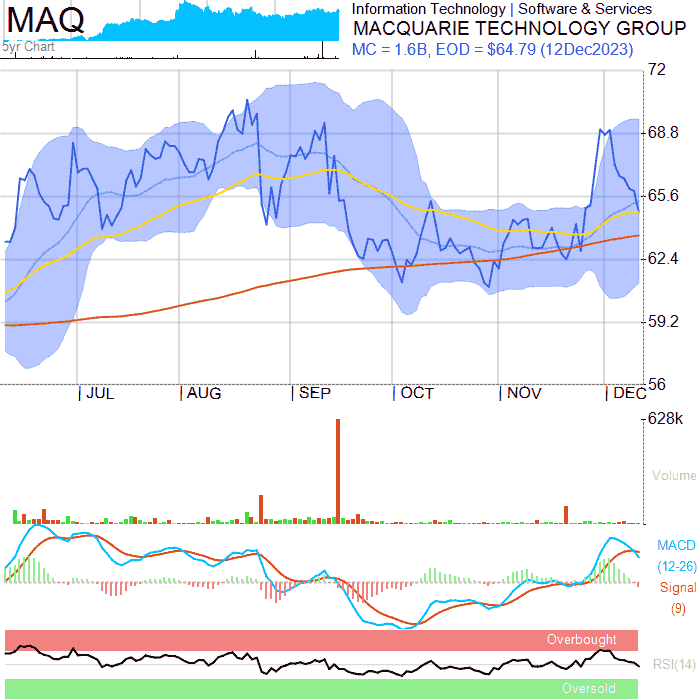 MAQ
5yr Chart
Information Technology | Software & Services
MACQUARIE TECHNOLOGY GROUP
MC = 1.6B, EOD = $64.79 (12Dec2023)
72
68.8
65.6
62.4
59.2
56
JUL AUG SEP OCT NOV DEC
628k
Volume
MACD
(12-26)
Signal
(9)
Overbought
RSI(14)
Oversold